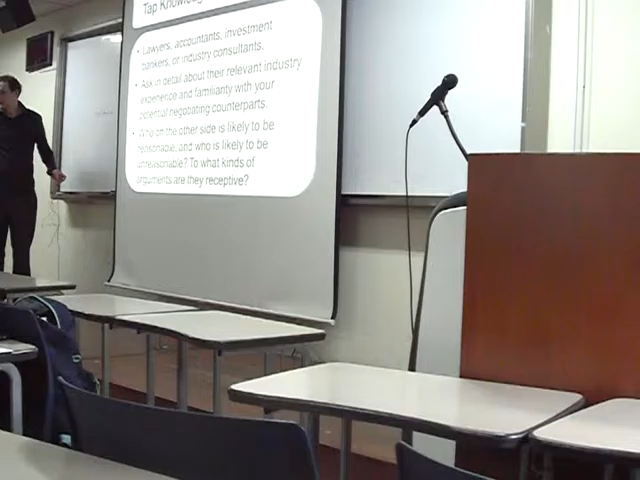 Tap Knowledg
• Lawyers, accountants, investment
bankers, or industry consultants.
• Ask in detail about their relevant industry
experience and familiarity with your
potential negotiating counterparts.
• Who on the other side is likely to be
reasonable, and who is likely to be
unreasonable? To what kinds of
arguments are they receptive?